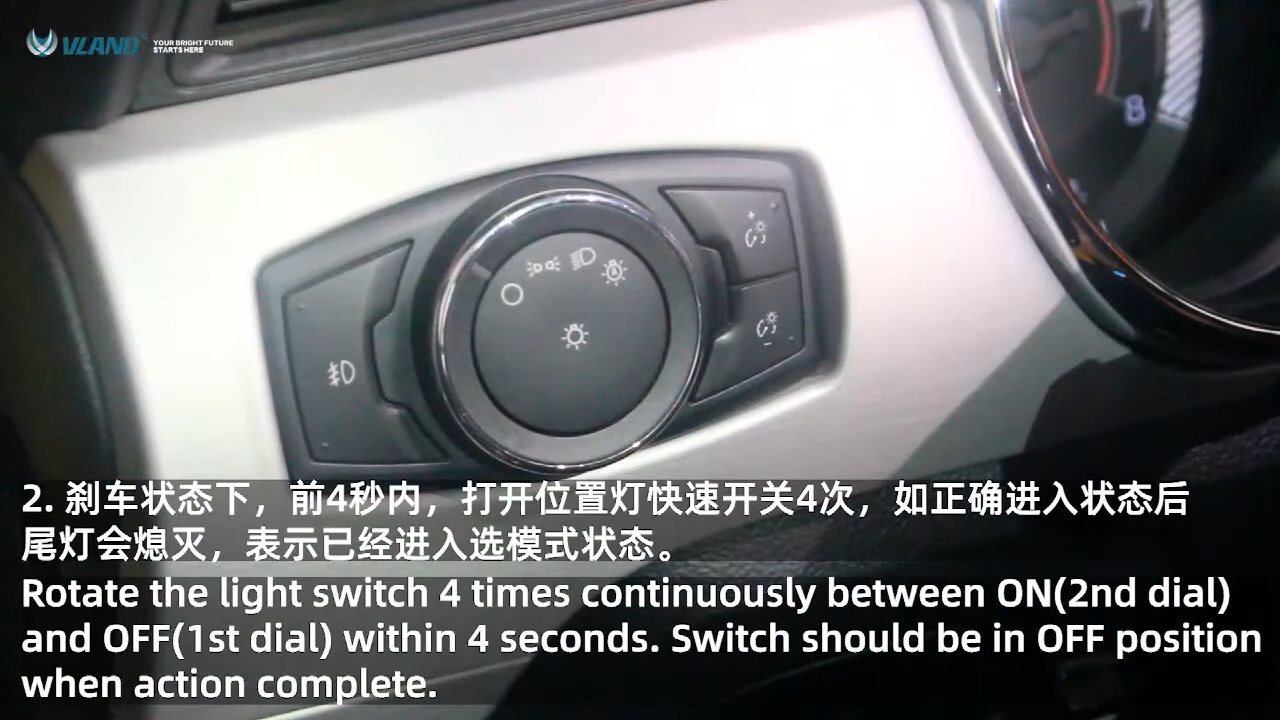 VLAND
YOUR BRIGHT FUTURE
STARTS HERE
7
8
2. 刹车状态下，前4秒内，打开位置灯快速开关4次，如正确进入状态后
尾灯会熄灭，表示已经进入选模式状态。
Rotate the light switch 4 times continuously between ON(2nd dial)
and OFF(1st dial) within 4 seconds. Switch should be in OFF position
when action complete.